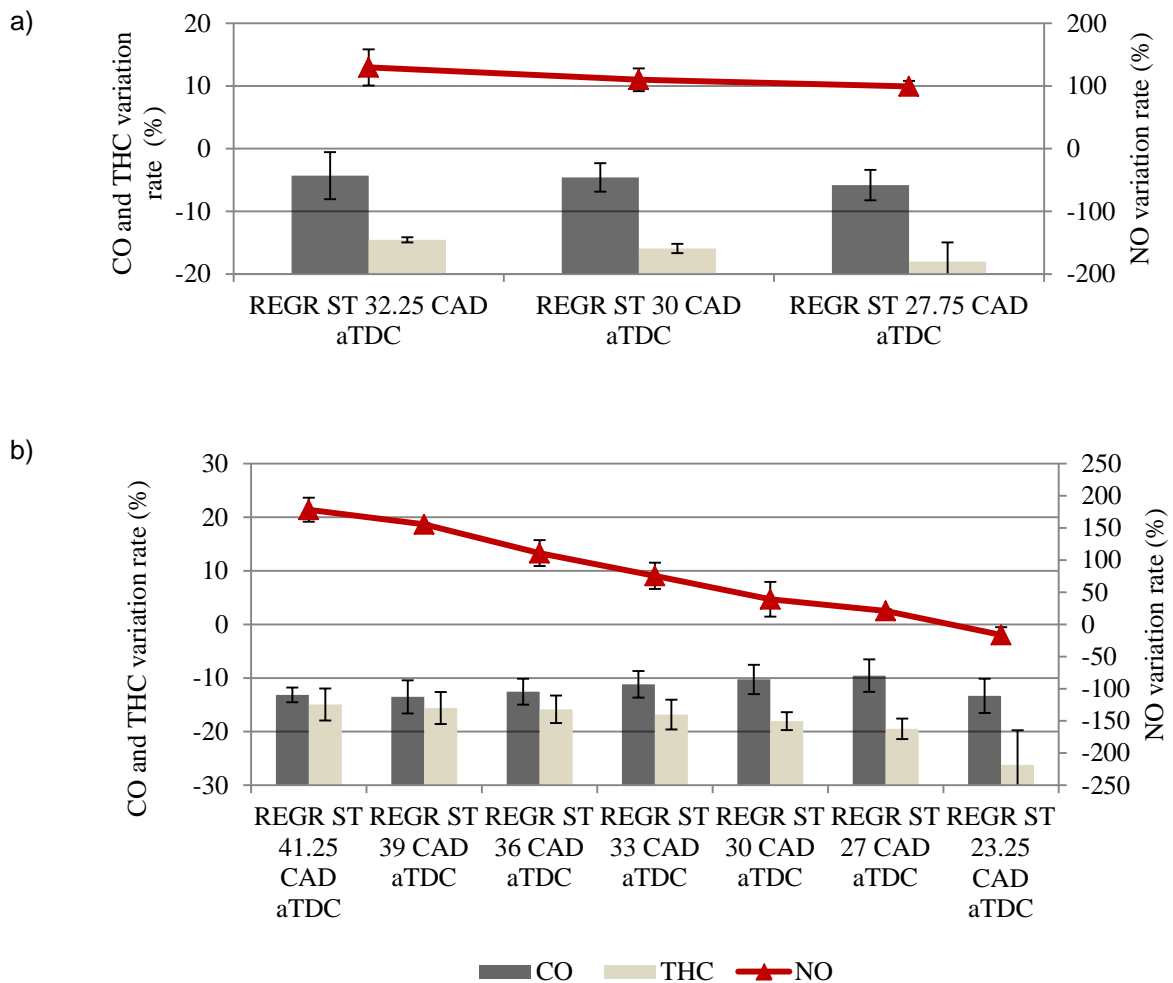 a)
20
10
0
-10
-20
CO and THC variation
rate (%)
200
100
0
-100
-200
NO variation rate (%)
REGR ST 32.25 CAD
aTDC
REGR ST 30 CAD
aTDC
REGR ST 27.75 CAD
aTDC
b)
30
20
10
0
-10
-20
-30
CO and THC variation rate (%)
250
200
150
100
50
0
-50
-100
-150
-200
-250
NO variation rate (%)
REGR ST
41.25
CAD
aTDC
REGR ST
39 CAD
aTDC
REGR ST
36 CAD
aTDC
REGR ST
33 CAD
aTDC
REGR ST
30 CAD
aTDC
REGR ST
27 CAD
aTDC
REGR ST
23.25
CAD
aTDC
CO
THC
NO